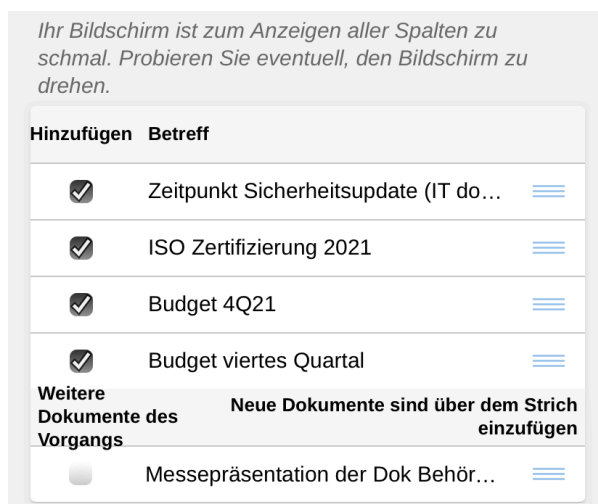 Ihr Bildschirm ist zum Anzeigen aller Spalten zu
schmal. Probieren Sie eventuell, den Bildschirm zu
drehen.
Hinzufügen Betreff
Zeitpunkt Sicherheitsupdate (IT do...
ISO Zertifizierung 2021
Budget 4Q21
Budget viertes Quartal
Weitere
Dokumente des
Vorgangs
Neue Dokumente sind über dem Strich
einzufügen
Messepräsentation der Dok Behör...